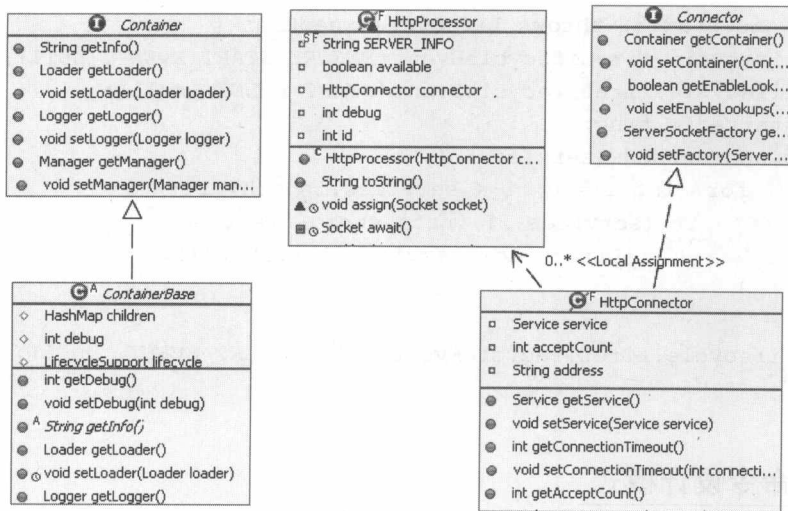 Container
String getInfo()
Loader getLoader()
void setLoader(Loader loader)
Logger getLogger()
void setLogger(Logger logger)
Manager getManager()
void setManager(Manager man...
F HttpProcessor
S F String SERVER_INFO
boolean available
HttpConnector connector
int debug
int id
C HttpProcessor(HttpConnector c...
String toString()
void assign(Socket socket)
Socket await()
Connector
Container getContainer()
void setContainer(Cont...
boolean getEnableLook...
void setEnableLookups(...
ServerSocketFactory ge...
void setFactory(Server...
0..* <<Local Assignment>>
A ContainerBase
HashMap children
int debug
LifecycleSupport lifecycle
int getDebug()
void setDebug(int debug)
A String getInfo()
Loader getLoader()
void setLoader(Loader loader)
Logger getLogger()
F HttpConnector
Service service
int acceptCount
String address
Service getService()
void setService(Service service)
int getConnectionTimeout()
void setConnectionTimeout(int connecti...
int getAcceptCount()